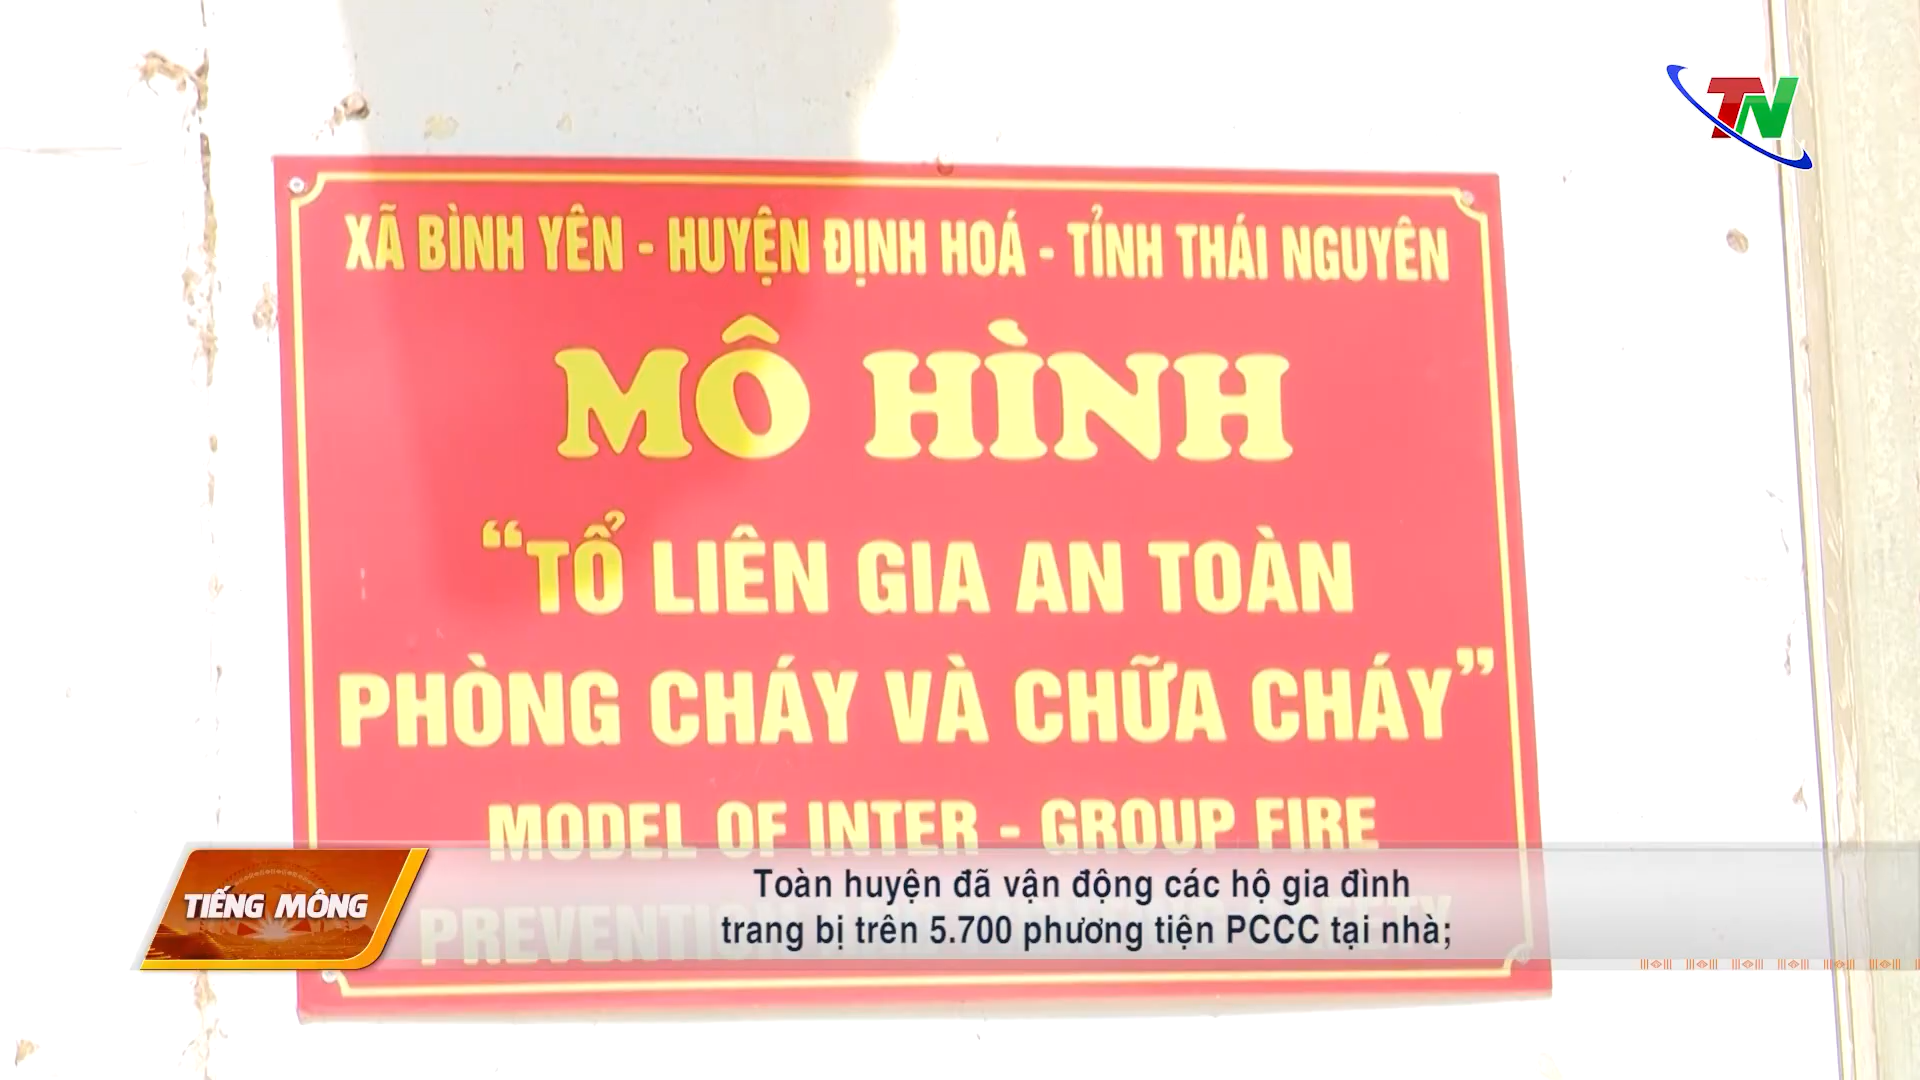 TN
XÃ BÌNH YÊN - HUYỆN ĐỊNH HOÁ - TỈNH THÁI NGUYÊN
MÔ HÌNH
“TỔ LIÊN GIA AN TOÀN
PHÒNG CHÁY VÀ CHỮA CHÁY”
MODEL OF INTER - GROUP FIRE
TIẾNG MÔNG
Toàn huyện đã vận động các hộ gia đình
trang bị trên 5.700 phương tiện PCCC tại nhà;